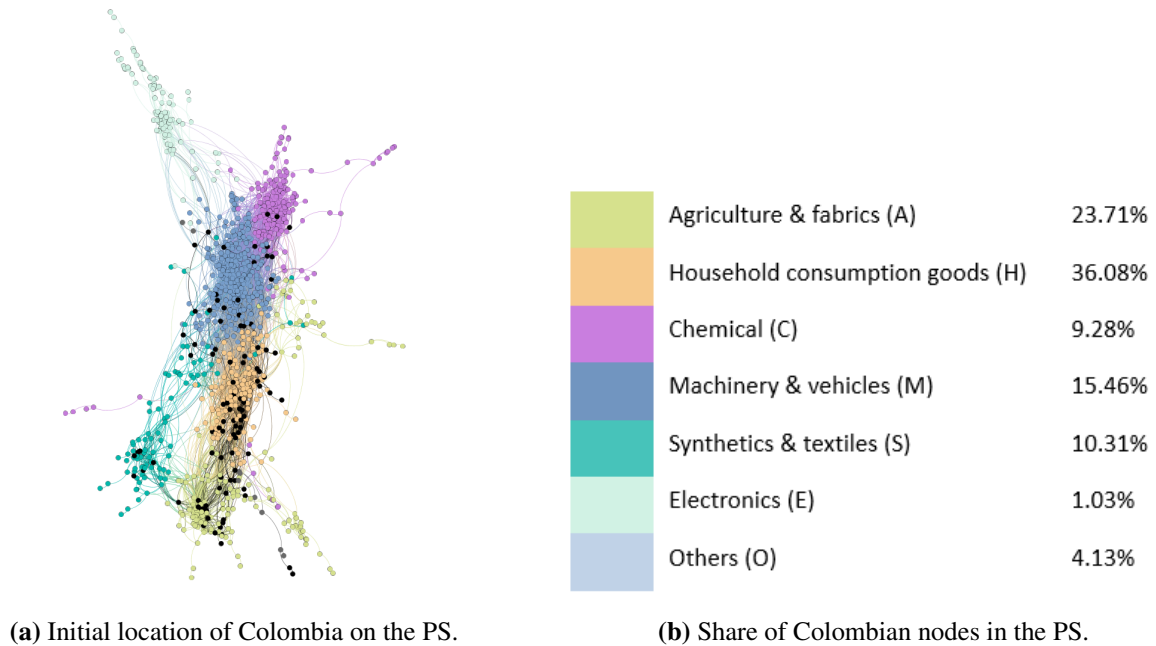 Agriculture & fabrics (A) 23.71%
Household consumption goods (H) 36.08%
Chemical (C) 9.28%
Machinery & vehicles (M) 15.46%
Synthetics & textiles (S) 10.31%
Electronics (E) 1.03%
Others (O) 4.13%
(a) Initial location of Colombia on the PS.
(b) Share of Colombian nodes in the PS.